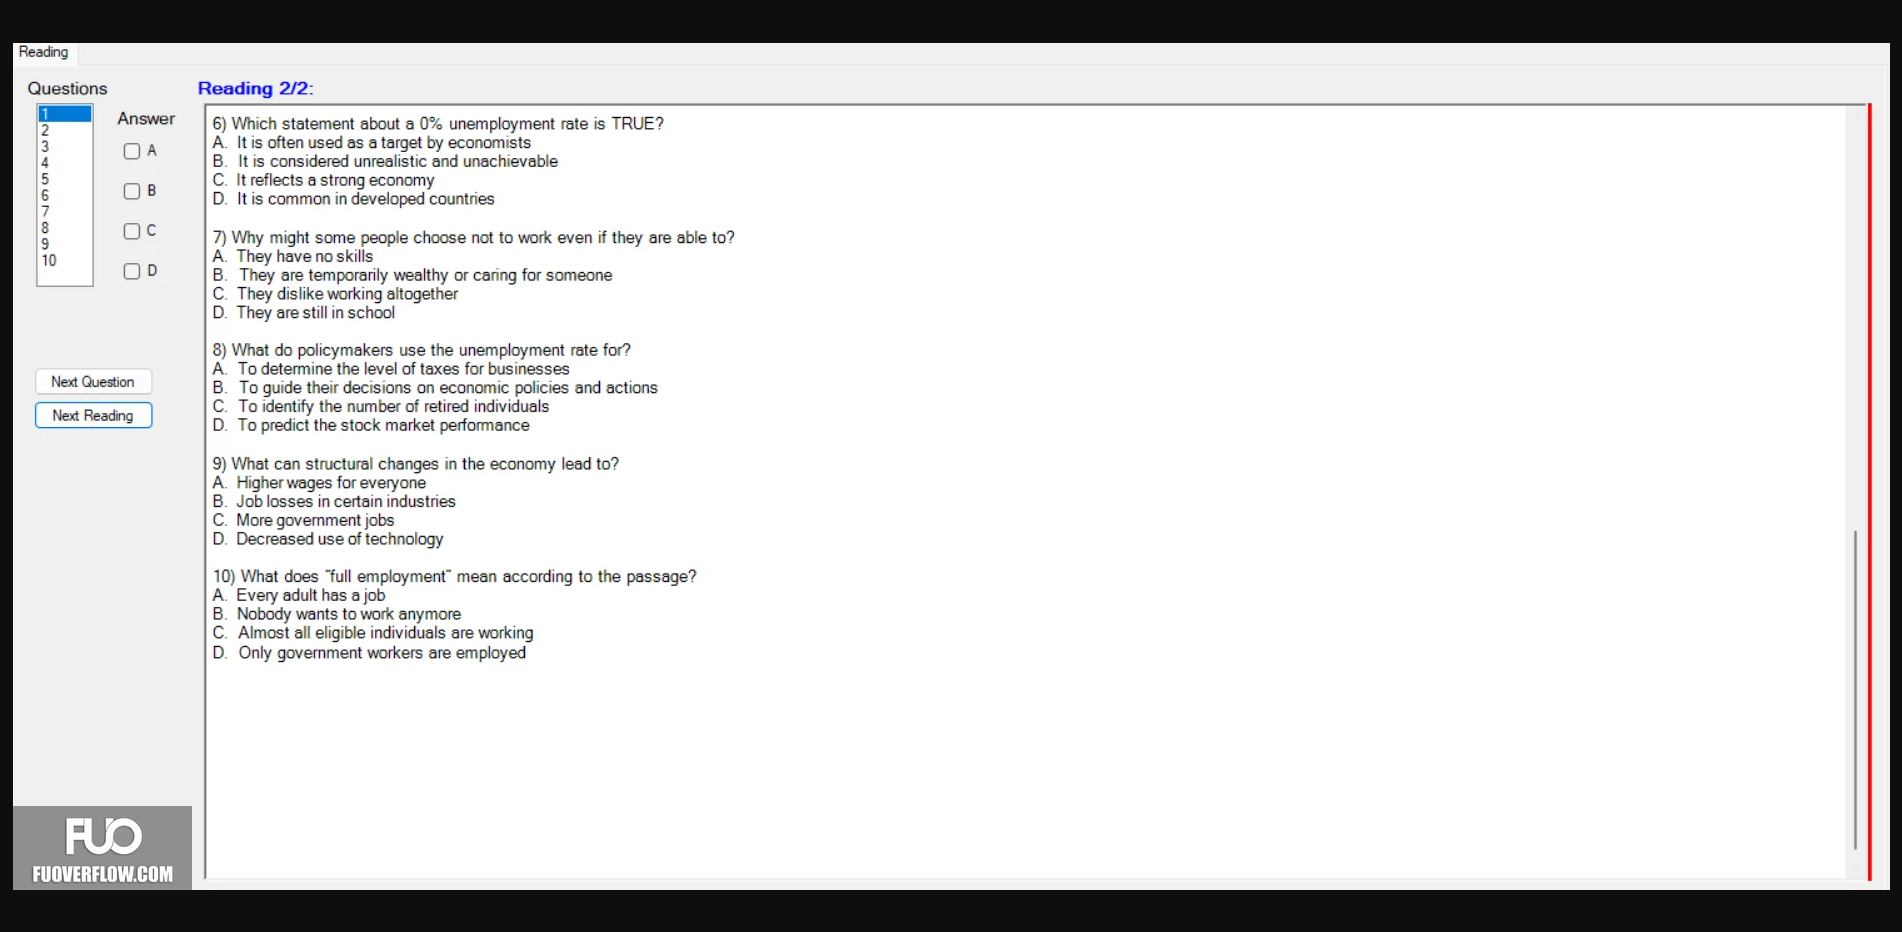 Reading
Questions
Reading 2/2:
1
2
3
4
5
6
7
8
9
10
Answer
A
B
C
D
Next Question
Next Reading
6) Which statement about a 0% unemployment rate is TRUE?
A. It is often used as a target by economists
B. It is considered unrealistic and unachievable
C. It reflects a strong economy
D. It is common in developed countries
7) Why might some people choose not to work even if they are able to?
A. They have no skills
B. They are temporarily wealthy or caring for someone
C. They dislike working altogether
D. They are still in school
8) What do policymakers use the unemployment rate for?
A. To determine the level of taxes for businesses
B. To guide their decisions on economic policies and actions
C. To identify the number of retired individuals
D. To predict the stock market performance
9) What can structural changes in the economy lead to?
A. Higher wages for everyone
B. Job losses in certain industries
C. More government jobs
D. Decreased use of technology
10) What does "full employment" mean according to the passage?
A. Every adult has a job
B. Nobody wants to work anymore
C. Almost all eligible individuals are working
D. Only government workers are employed
FUO
FUOVERFLOW.COM